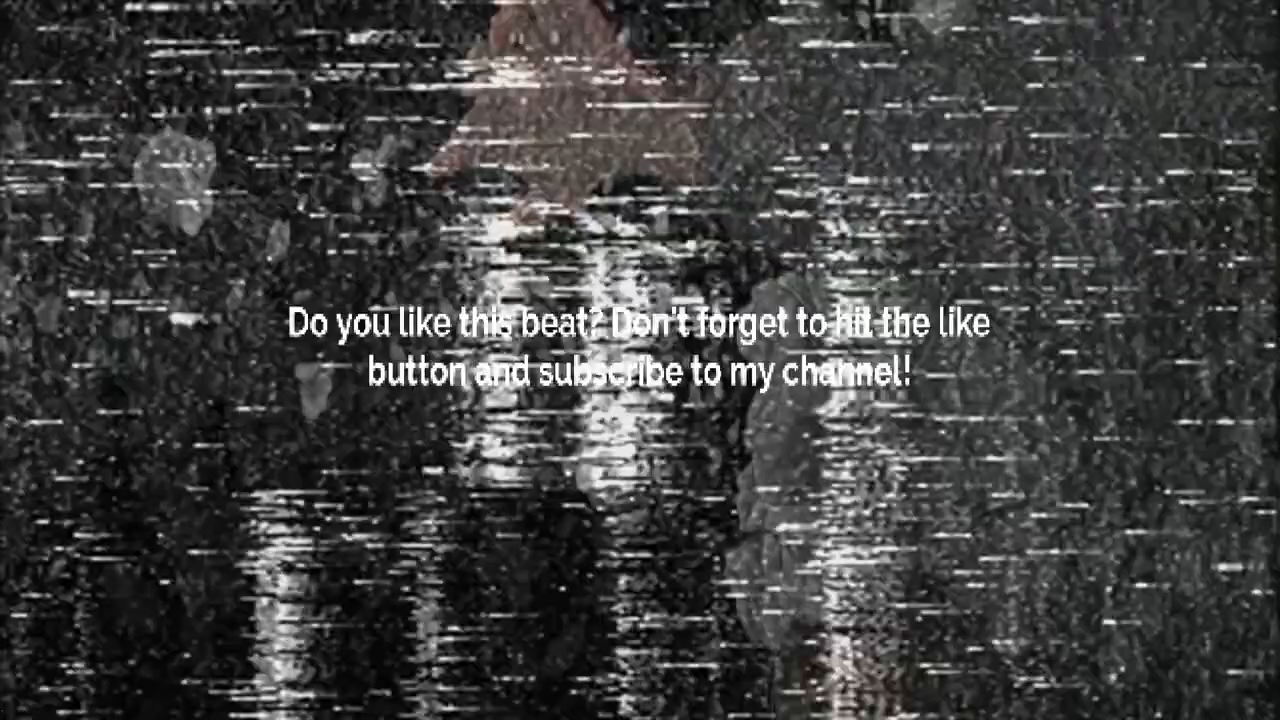 Do you like this beat? Don't forget to hit the like
button and subscribe to my channel!